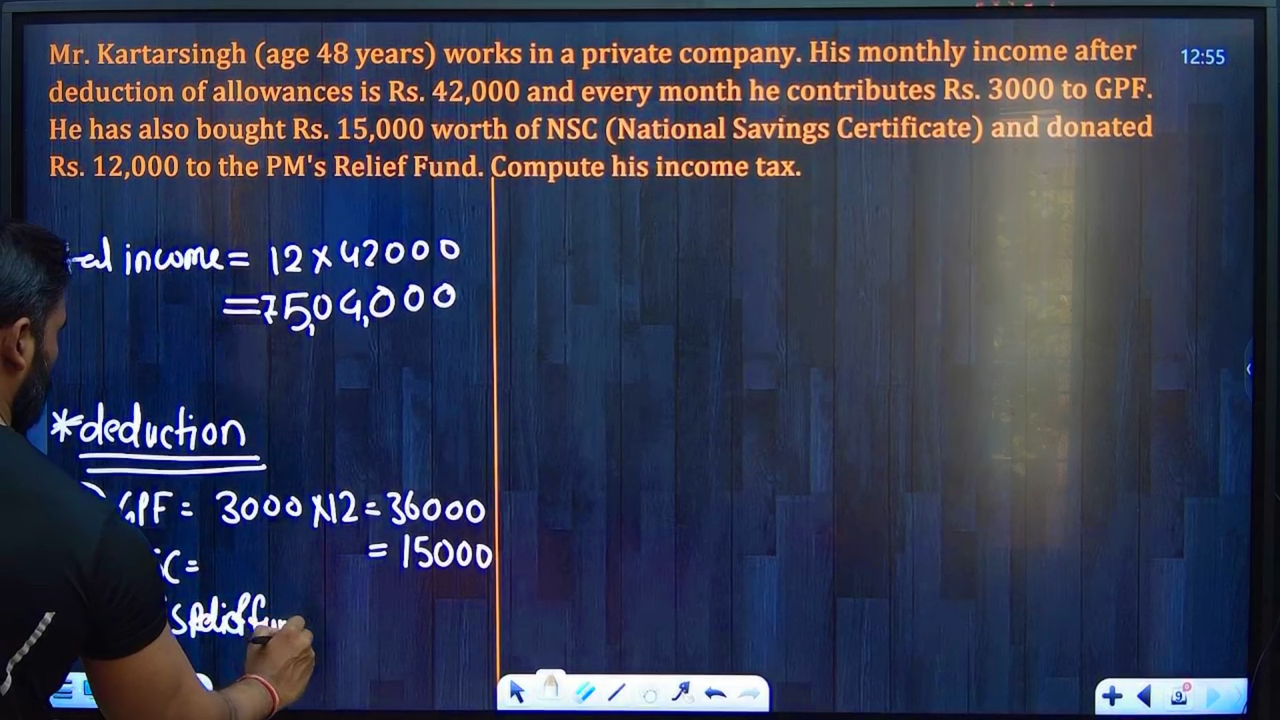 Mr. Kartarsingh (age 48 years) works in a private company. His monthly income after
deduction of allowances is Rs. 42,000 and every month he contributes Rs. 3000 to GPF.
He has also bought Rs. 15,000 worth of NSC (National Savings Certificate) and donated
Rs. 12,000 to the PM's Relief Fund. Compute his income tax.
12:55
income = 12 × 42000
= ₹5,04,000
*deduction
GPF = 3000 × 12 = 36000
= 15000
9